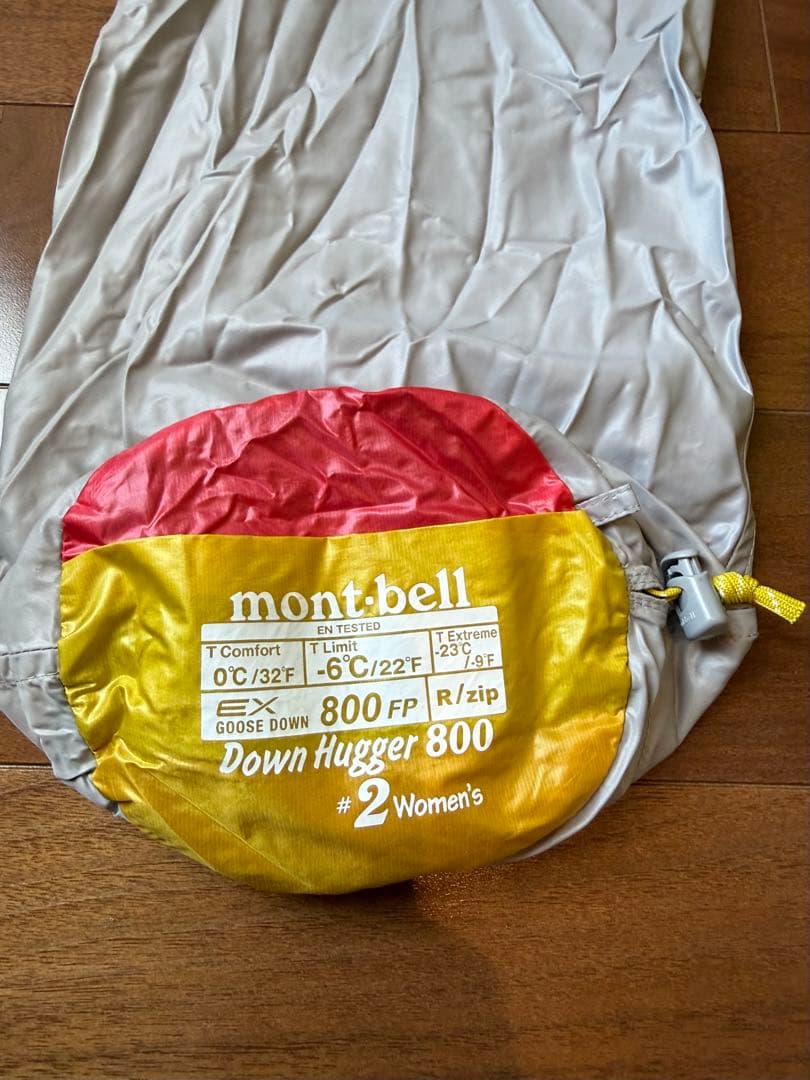 mont·bell
EN TESTED
T Comfort
0℃/32°F
T Limit
-6℃/22°F
T Extreme
-23℃
/-9°F
EX
GOOSE DOWN
800 FP
R/zip
Down Hugger 800
#2 Women's